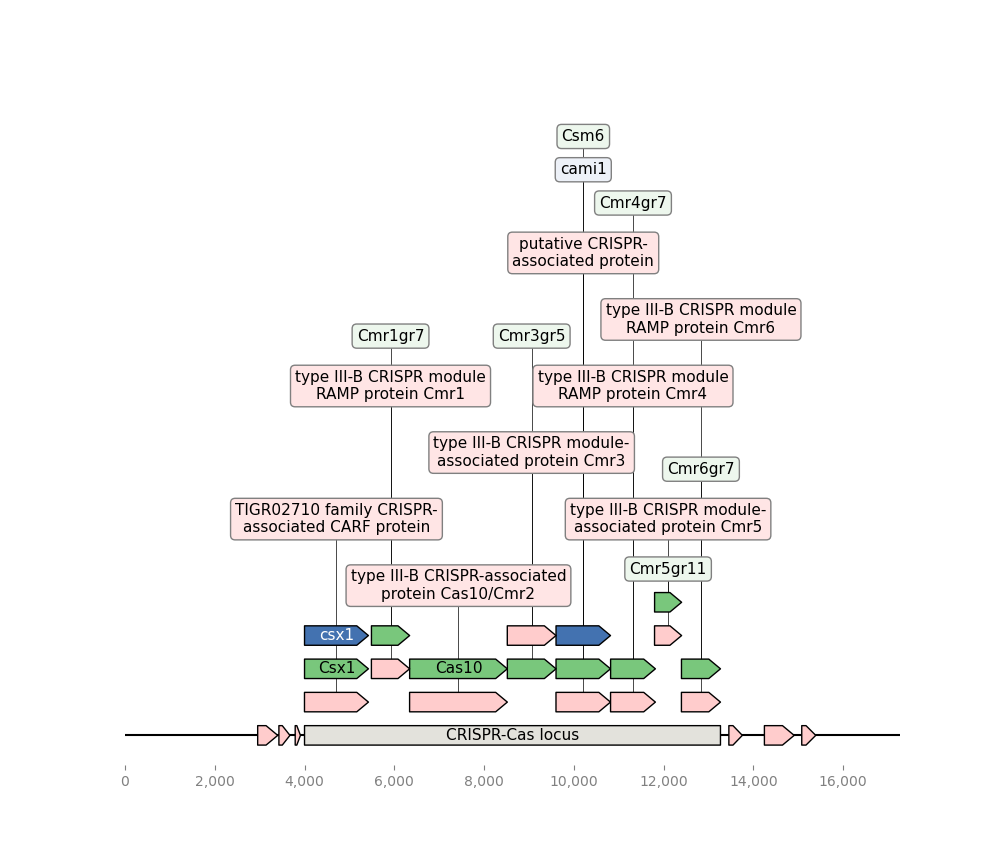 Csm6
cami1
Cmr4gr7
putative CRISPR-
associated protein
type III-B CRISPR module
RAMP protein Cmr6
Cmr1gr7
Cmr3gr5
type III-B CRISPR module
RAMP protein Cmr1
type III-B CRISPR module
RAMP protein Cmr4
type III-B CRISPR module-
associated protein Cmr3
Cmr6gr7
TIGR02710 family CRISPR-
associated CARF protein
type III-B CRISPR module-
associated protein Cmr5
Cmr5gr11
type III-B CRISPR-associated
protein Cas10/Cmr2
csx1
Csx1
Cas10
CRISPR-Cas locus
0 2,000 4,000 6,000 8,000 10,000 12,000 14,000 16,000